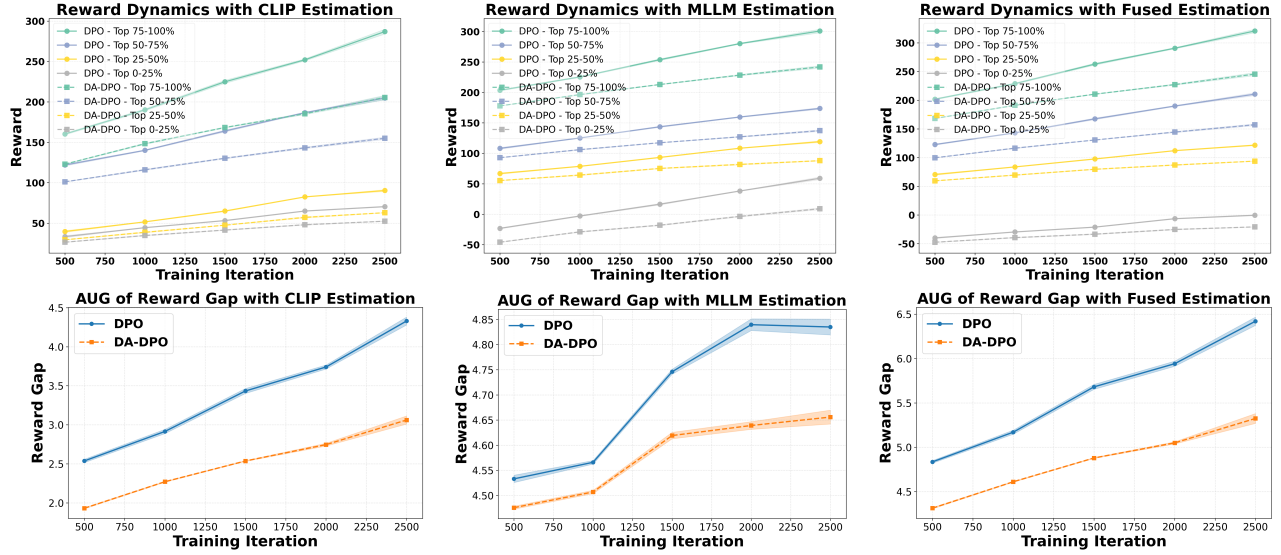 Reward Dynamics with CLIP Estimation
Reward
300
250
200
150
100
50
DPO - Top 75-100%
DPO - Top 50-75%
DPO - Top 25-50%
DPO - Top 0-25%
DA-DPO - Top 75-100%
DA-DPO - Top 50-75%
DA-DPO - Top 25-50%
DA-DPO - Top 0-25%
500 750 1000 1250 1500 1750 2000 2250 2500
Training Iteration
Reward Dynamics with MLLM Estimation
Reward
300
250
200
150
100
50
0
-50
DPO - Top 75-100%
DPO - Top 50-75%
DPO - Top 25-50%
DPO - Top 0-25%
DA-DPO - Top 75-100%
DA-DPO - Top 50-75%
DA-DPO - Top 25-50%
DA-DPO - Top 0-25%
500 750 1000 1250 1500 1750 2000 2250 2500
Training Iteration
Reward Dynamics with Fused Estimation
Reward
300
250
200
150
100
50
0
-50
DPO - Top 75-100%
DPO - Top 50-75%
DPO - Top 25-50%
DPO - Top 0-25%
DA-DPO - Top 75-100%
DA-DPO - Top 50-75%
DA-DPO - Top 25-50%
DA-DPO - Top 0-25%
500 750 1000 1250 1500 1750 2000 2250 2500
Training Iteration
AUG of Reward Gap with CLIP Estimation
Reward Gap
4.5
4.0
3.5
3.0
2.5
2.0
DPO
DA-DPO
500 750 1000 1250 1500 1750 2000 2250 2500
Training Iteration
AUG of Reward Gap with MLLM Estimation
Reward Gap
4.85
4.80
4.75
4.70
4.65
4.60
4.55
4.50
DPO
DA-DPO
500 750 1000 1250 1500 1750 2000 2250 2500
Training Iteration
AUG of Reward Gap with Fused Estimation
Reward Gap
6.5
6.0
5.5
5.0
4.5
DPO
DA-DPO
500 750 1000 1250 1500 1750 2000 2250 2500
Training Iteration